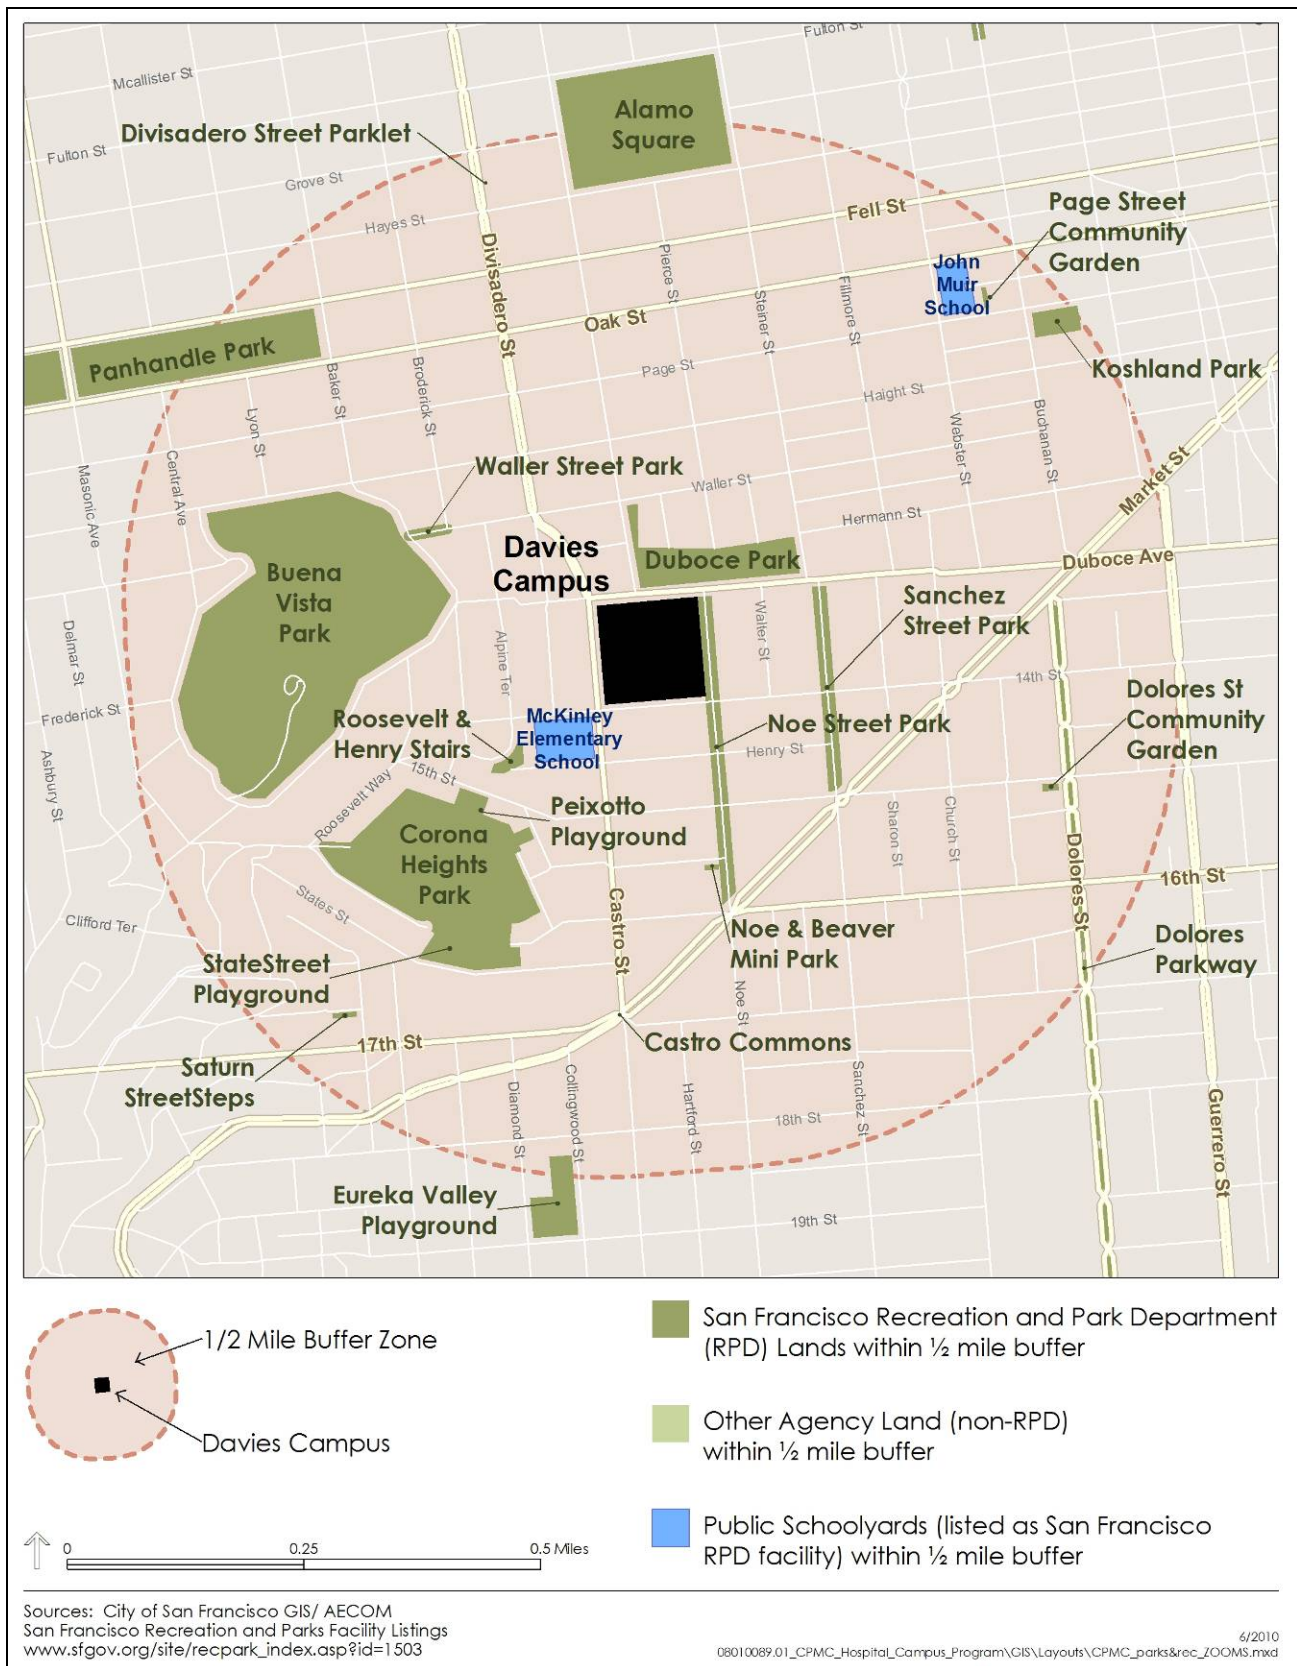 Fulton St
Mcallister St
Alamo
Square
Divisadero Street Parklet
Fulton St
Grove St
Hayes St
Fell St
Page Street
Community
Garden
Divisadero St
Pierce St
John
Muir
School
Steiner St
Fillmore St
Oak St
Panhandle Park
Koshland Park
Page St
Baker St
Broderick St
Haight St
Lyon St
Webster St
Buchanan St
Central Ave
Masonic Ave
Waller Street Park
Market St
Waller St
Hermann St
Davies
Campus
Duboce Park
Duboce Ave
Buena
Vista
Park
Sanchez
Street Park
Delmar St
Alpine Ter
Walter St
14th St
Dolores St
Community
Garden
Frederick St
Roosevelt &
Henry Stairs
McKinley
Elementary
School
Noe Street Park
Henry St
Ashbury St
15th St
Roosevelt Way
Peixotto
Playground
Sharon St
Church St
Corona
Heights
Park
Dolores St
16th St
States St
Castro St
Clifford Ter
Noe & Beaver
Mini Park
Dolores
Parkway
StateStreet
Playground
Noe St
17th St
Castro Commons
Saturn
StreetSteps
Diamond St
Collingwood St
Hartford St
Sanchez St
18th St
Guerrero St
Eureka Valley
Playground
19th St
1/2 Mile Buffer Zone
Davies Campus
San Francisco Recreation and Park Department
(RPD) Lands within ½ mile buffer
Other Agency Land (non-RPD)
within ½ mile buffer
Public Schoolyards (listed as San Francisco
RPD facility) within ½ mile buffer
0 0.25 0.5 Miles
Sources: City of San Francisco GIS/ AECOM
San Francisco Recreation and Parks Facility Listings
www.sfgov.org/site/recpark_index.asp?id=1503
6/2010
08010089.01_CPMC_Hospital_Campus_Program\GIS\Layouts\CPMC_parks&rec_ZOOMS.mxd